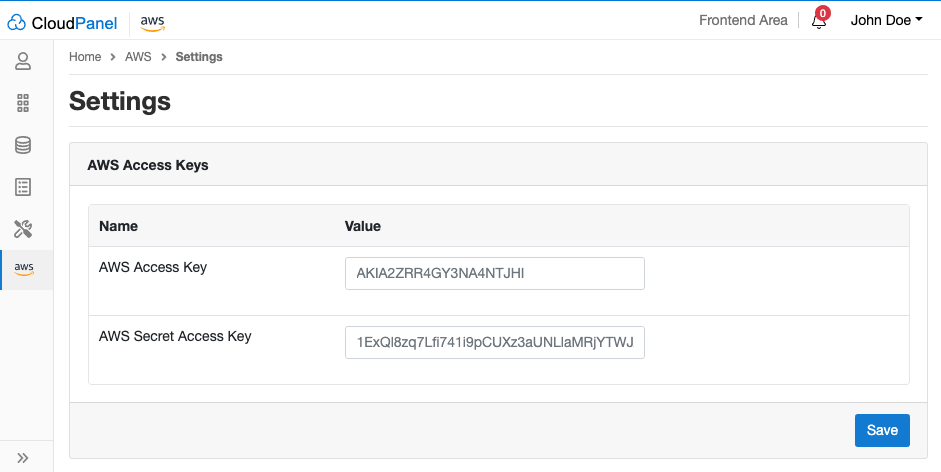 CloudPanel aws Frontend Area 0 John Doe
Home > AWS > Settings
Settings
AWS Access Keys
Name Value
AWS Access Key AKIA2ZRR4GY3NA4NTJHI
AWS Secret Access Key 1ExQl8zq7Lfi741i9pCUXz3aUNLlaMRjYTWJ
aws
Save